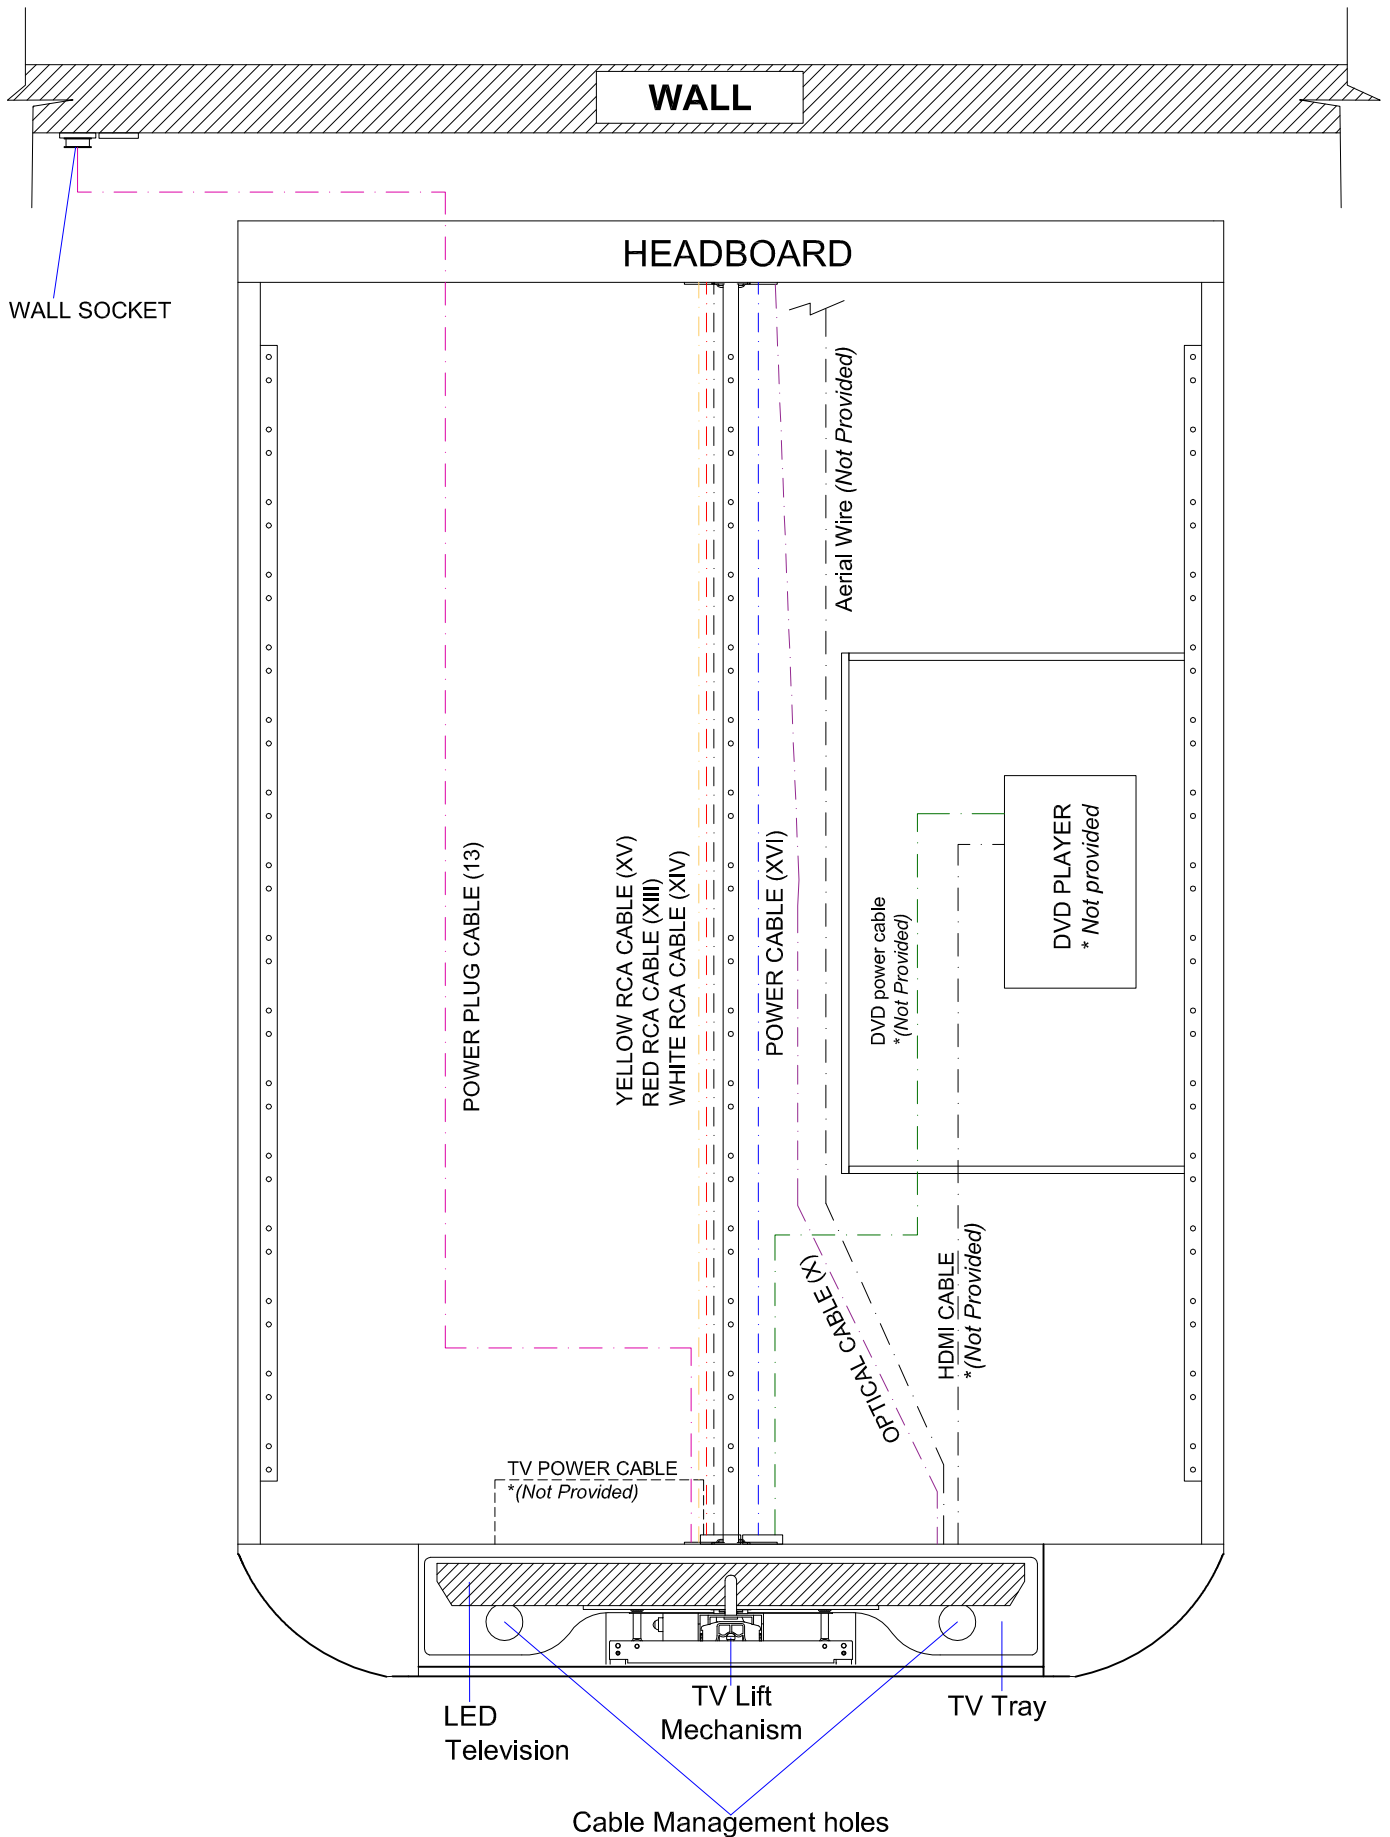 WALL
HEADBOARD
WALL SOCKET
Aerial Wire (Not Provided)
POWER PLUG CABLE (13)
YELLOW RCA CABLE (XV)
RED RCA CABLE (XIII)
WHITE RCA CABLE (XIV)
POWER CABLE (XVI)
DVD power cable
*(Not Provided)
DVD PLAYER
* Not provided
OPTICAL CABLE (X)
HDMI CABLE
*(Not Provided)
TV POWER CABLE
*(Not Provided)
LED
Television
TV Lift
Mechanism
TV Tray
Cable Management holes